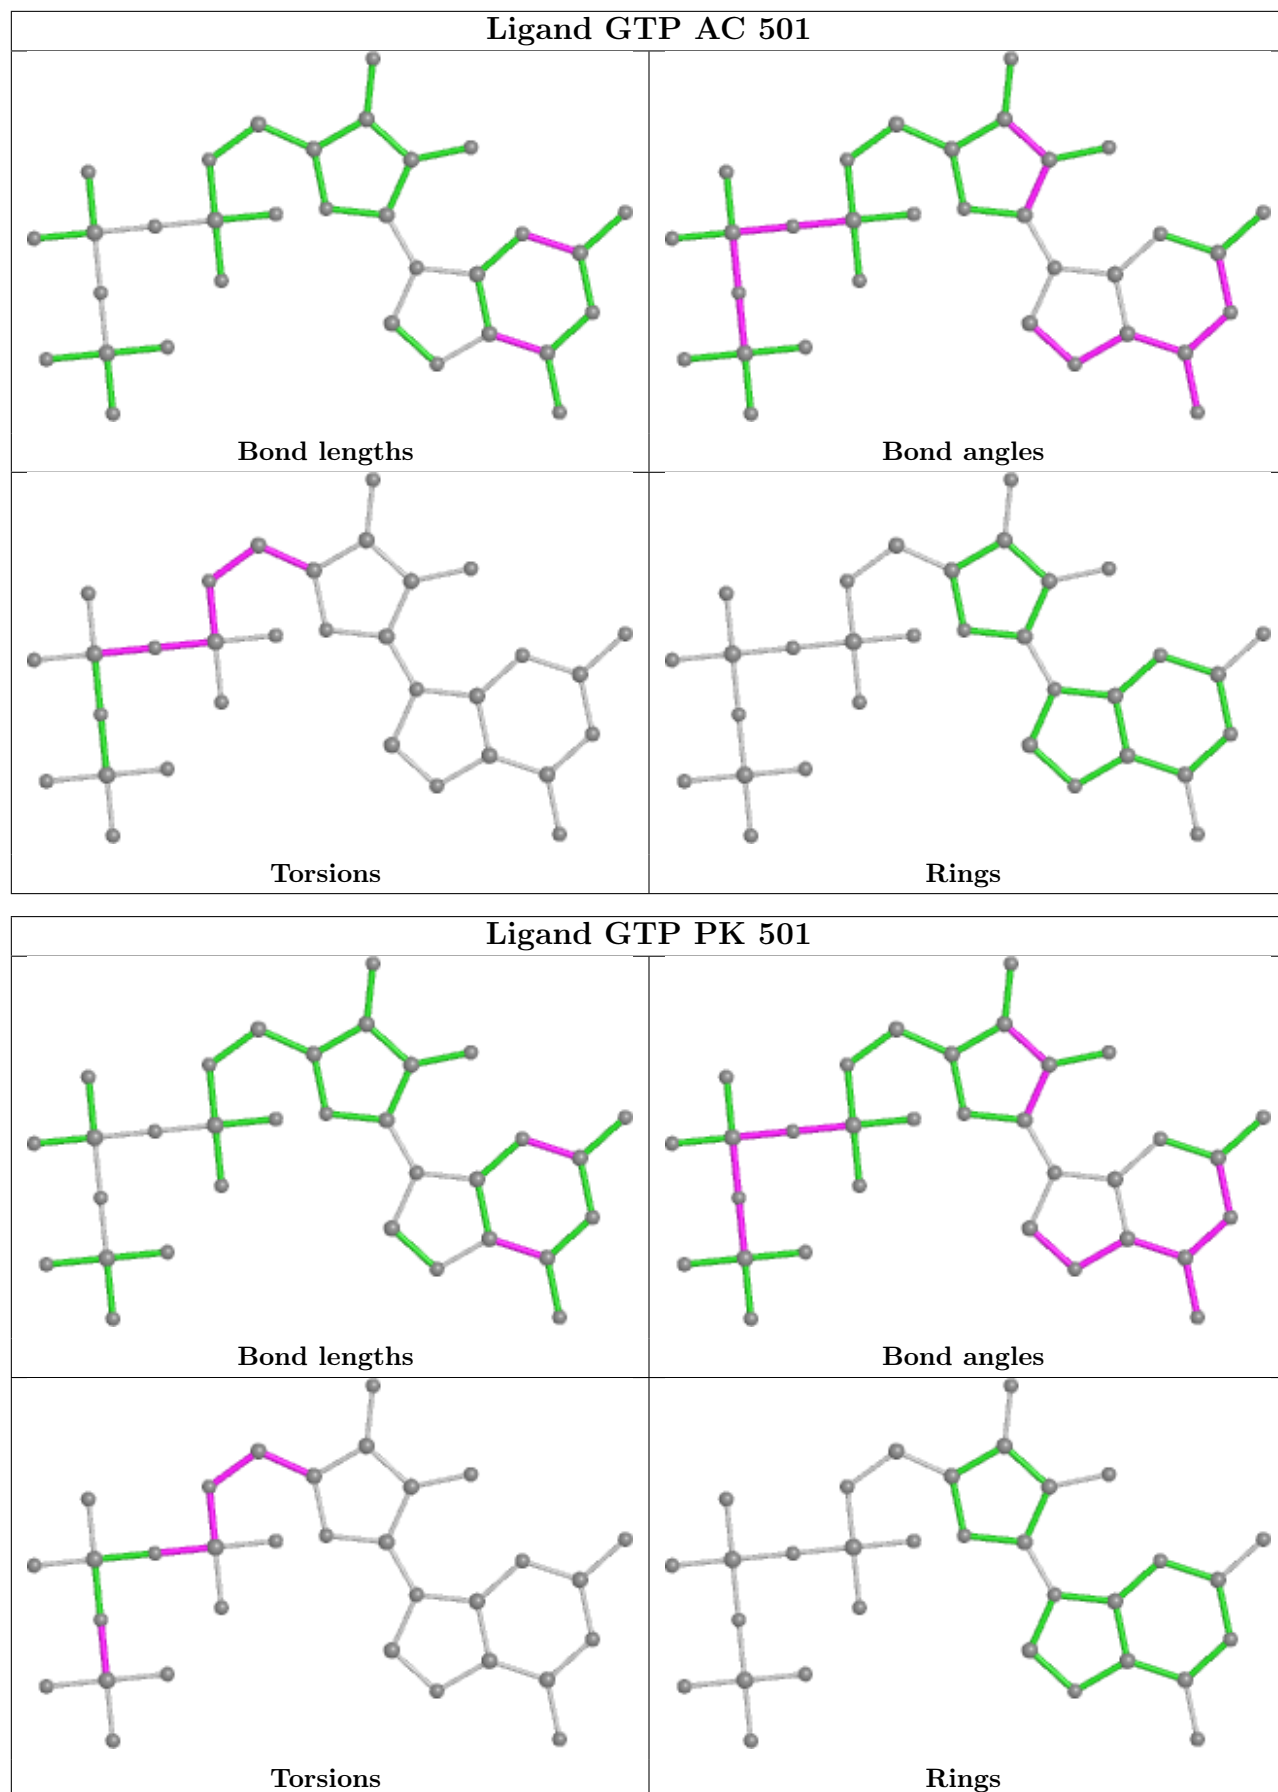 Ligand GTP AC 501
Bond lengths
Bond angles
Torsions
Rings
Ligand GTP PK 501
Bond lengths
Bond angles
Torsions
Rings